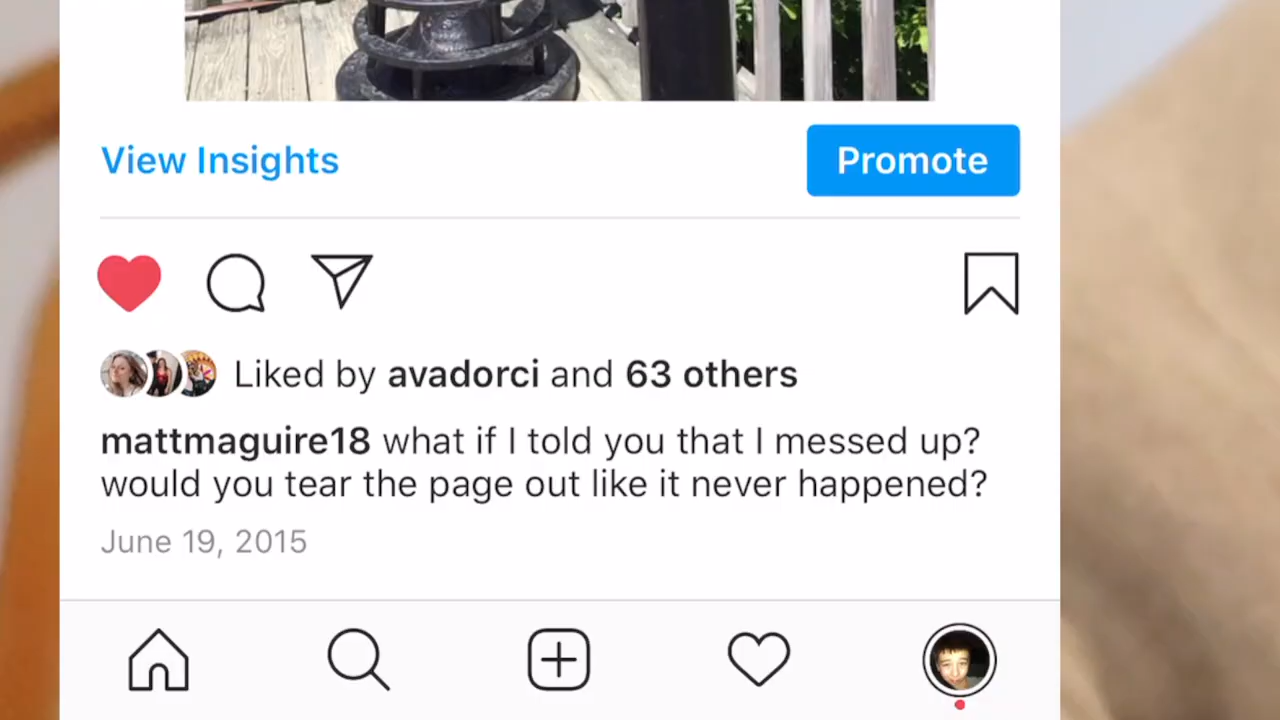 View Insights
Promote
Liked by avadorci and 63 others
mattmaguire18 what if I told you that I messed up?
would you tear the page out like it never happened?
June 19, 2015